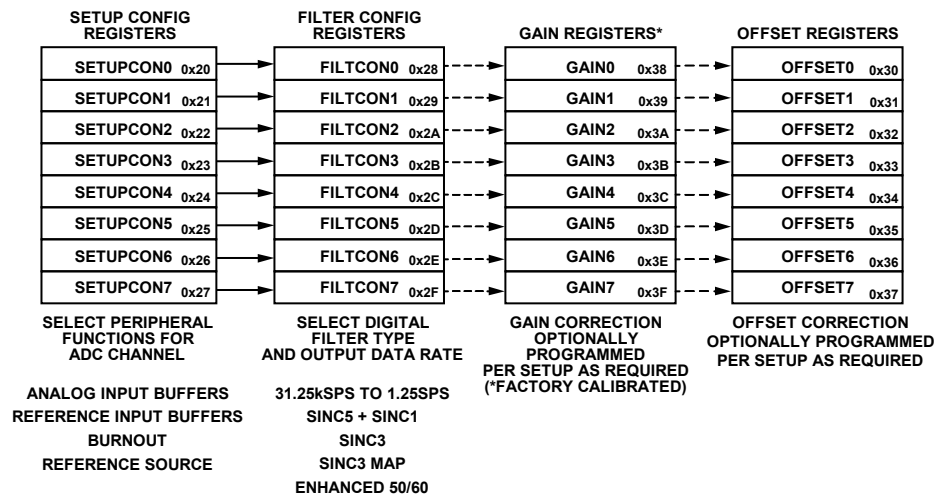 SETUP CONFIG
REGISTERS
FILTER CONFIG
REGISTERS
GAIN REGISTERS*
OFFSET REGISTERS
SETUPCON0 0x20
FILTCON0 0x28
GAIN0 0x38
OFFSET0 0x30
SETUPCON1 0x21
FILTCON1 0x29
GAIN1 0x39
OFFSET1 0x31
SETUPCON2 0x22
FILTCON2 0x2A
GAIN2 0x3A
OFFSET2 0x32
SETUPCON3 0x23
FILTCON3 0x2B
GAIN3 0x3B
OFFSET3 0x33
SETUPCON4 0x24
FILTCON4 0x2C
GAIN4 0x3C
OFFSET4 0x34
SETUPCON5 0x25
FILTCON5 0x2D
GAIN5 0x3D
OFFSET5 0x35
SETUPCON6 0x26
FILTCON6 0x2E
GAIN6 0x3E
OFFSET6 0x36
SETUPCON7 0x27
FILTCON7 0x2F
GAIN7 0x3F
OFFSET7 0x37
SELECT PERIPHERAL
FUNCTIONS FOR
ADC CHANNEL
SELECT DIGITAL
FILTER TYPE
AND OUTPUT DATA RATE
GAIN CORRECTION
OPTIONALLY
PROGRAMMED
PER SETUP AS REQUIRED
(*FACTORY CALIBRATED)
OFFSET CORRECTION
OPTIONALLY PROGRAMMED
PER SETUP AS REQUIRED
ANALOG INPUT BUFFERS
REFERENCE INPUT BUFFERS
BURNOUT
REFERENCE SOURCE
31.25kSPS TO 1.25SPS
SINC5 + SINC1
SINC3
SINC3 MAP
ENHANCED 50/60